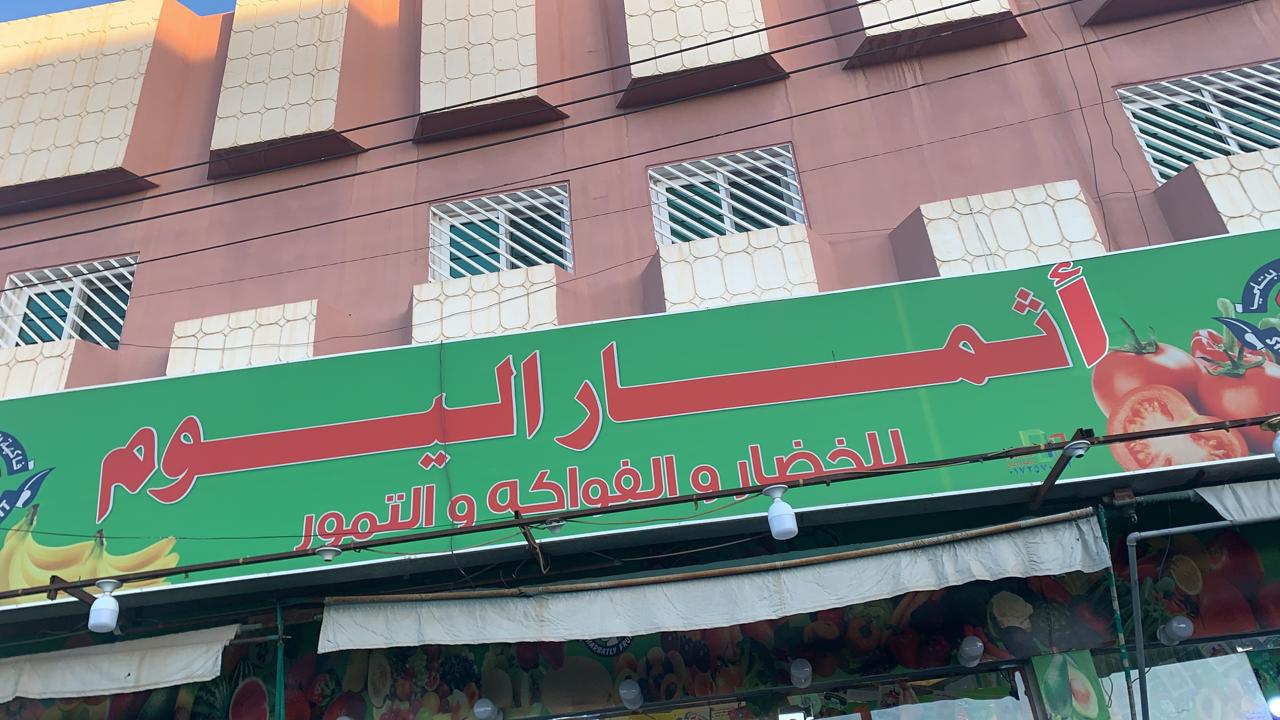 أثمار اليوم
للخضار و الفواكه و التمور